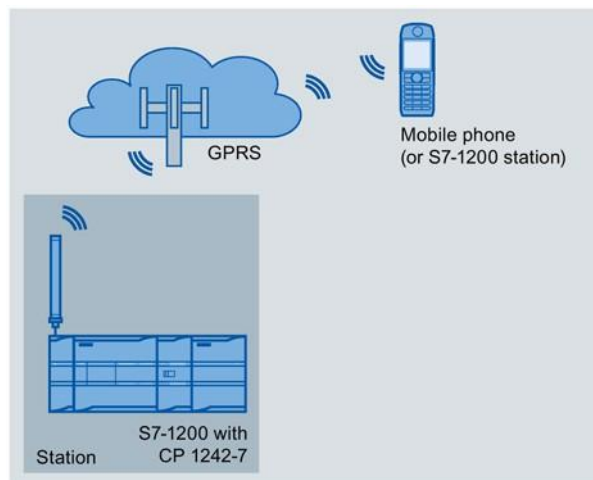 GPRS
Mobile phone
(or S7-1200 station)
S7-1200 with
CP 1242-7
Station